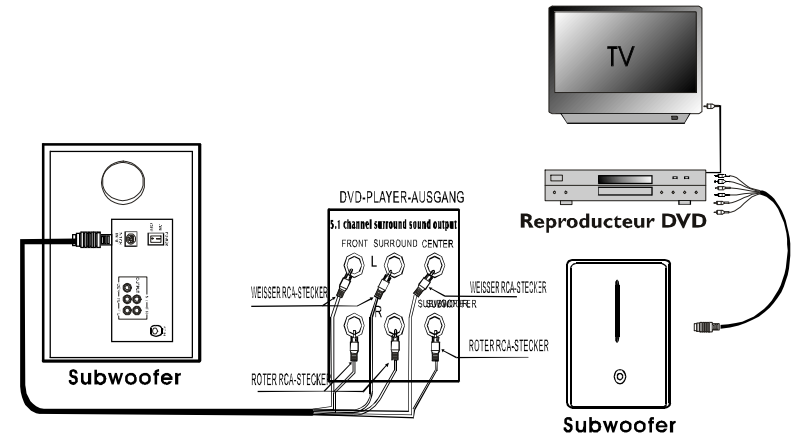 TV
Reproducteur DVD
DVD-PLAYER-AUSGANG
5.1 channel surround sound output
FRONT SURROUND CENTER
L
WEISSER RCA-STECKER
WEISSER RCA-STECKER
SUBWOOFER
R
ROTER RCA-STECKER
ROTER RCA-STECKER
Subwoofer
Subwoofer